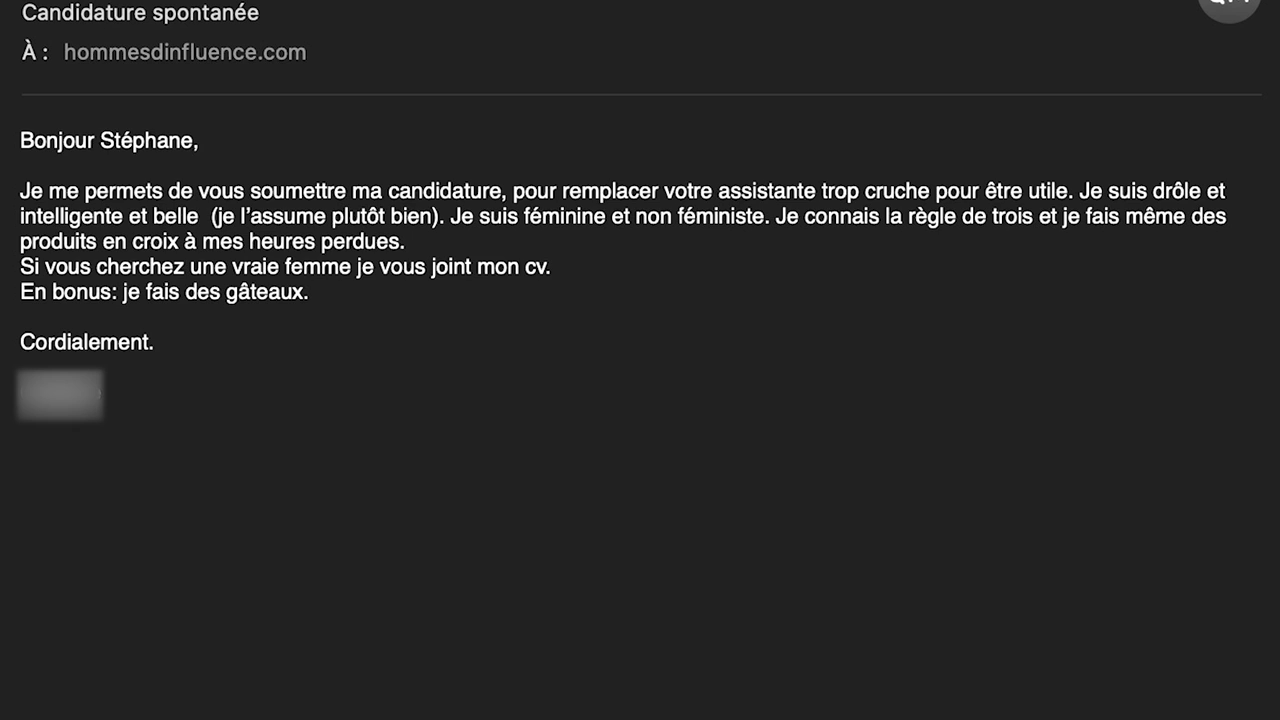 Candidature spontanée
À : hommesdinfluence.com
Bonjour Stéphane,
Je me permets de vous soumettre ma candidature, pour remplacer votre assistante trop cruche pour être utile. Je suis drôle et
intelligente et belle  (je l’assume plutôt bien). Je suis féminine et non féministe. Je connais la règle de trois et je fais même des
produits en croix à mes heures perdues.
Si vous cherchez une vraie femme je vous joint mon cv.
En bonus: je fais des gâteaux.
Cordialement.